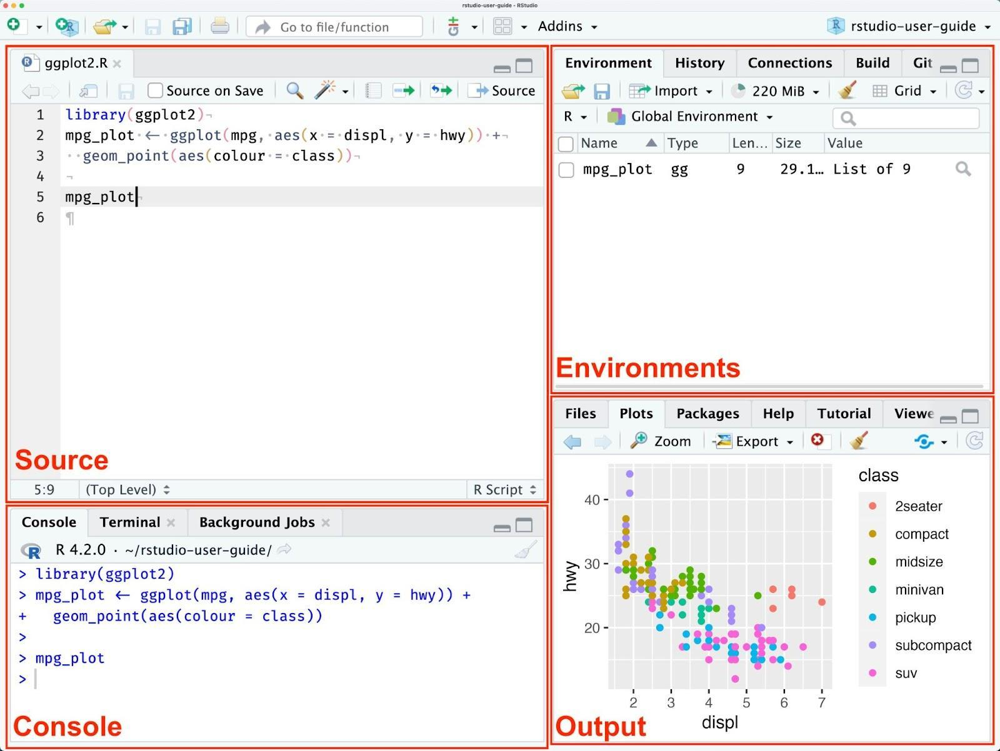 rstudio-user-guide - RStudio
Go to file/function
Addins
rstudio-user-guide
ggplot2.R
Source on Save
Source
1 library(ggplot2)¬
2 mpg_plot·<-·ggplot(mpg,·aes(x·=·displ,·y·=·hwy))·+¬
3 ··geom_point(aes(colour·=·class))¬
4 ¬
5 mpg_plot¬
6 ¶
Source
5:9 (Top Level) R Script
Console Terminal Background Jobs
R 4.2.0 · ~/rstudio-user-guide/
> library(ggplot2)
> mpg_plot <- ggplot(mpg, aes(x = displ, y = hwy)) +
+   geom_point(aes(colour = class))
>
> mpg_plot
>
Console
Environment History Connections Build Git
Import 220 MiB Grid
R Global Environment
Name Type Len... Size Value
mpg_plot gg 9 29.1... List of 9
Environments
Files Plots Packages Help Tutorial Viewe
Zoom Export
class
2seater
compact
midsize
minivan
pickup
subcompact
suv
40
30
20
hwy
2 3 4 5 6 7
displ
Output